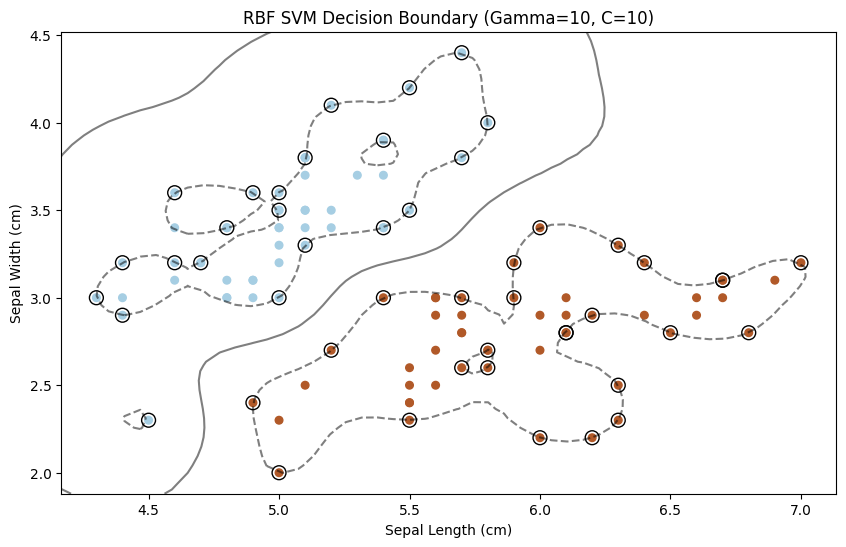 RBF SVM Decision Boundary (Gamma=10, C=10)
4.5
4.0
3.5
3.0
2.5
2.0
Sepal Width (cm)
4.5 5.0 5.5 6.0 6.5 7.0
Sepal Length (cm)